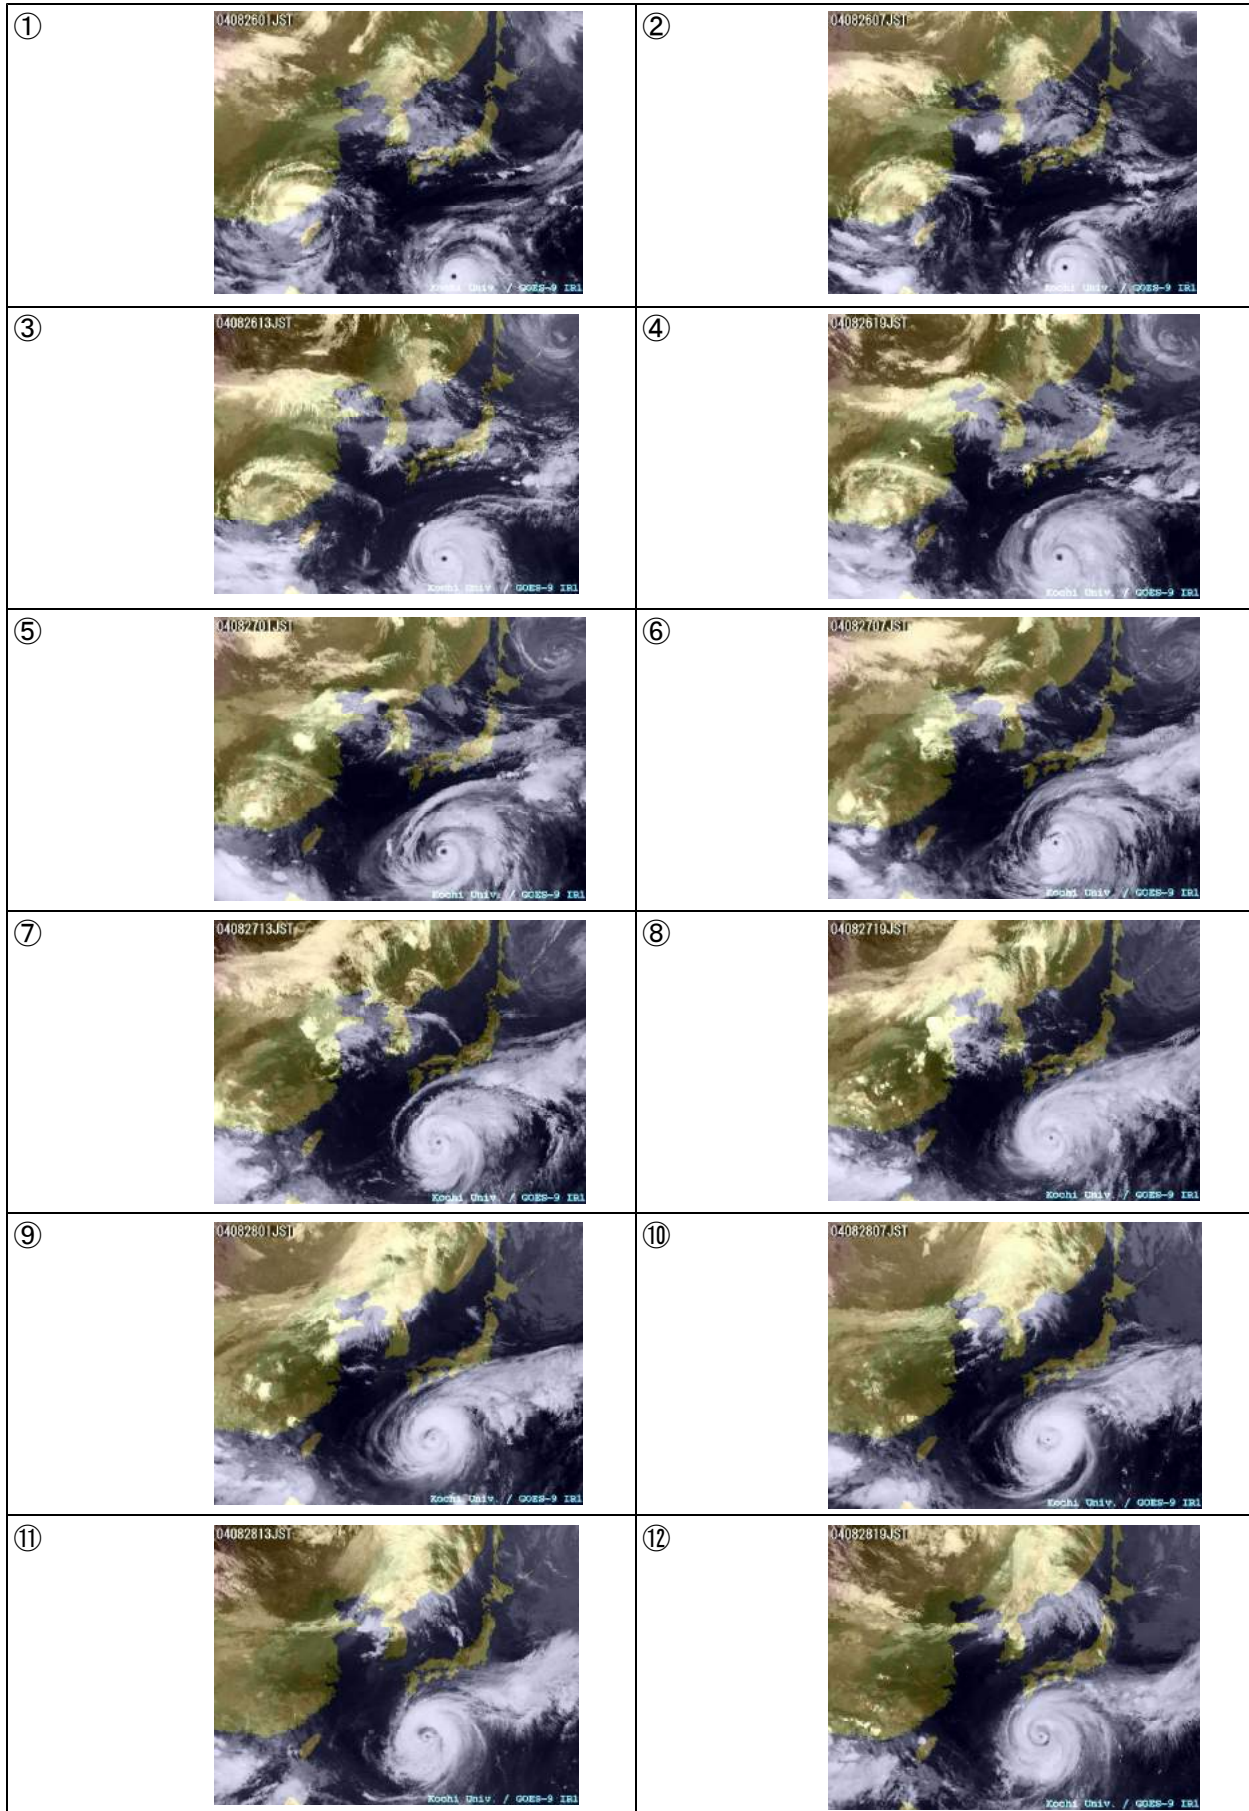 ①
04082601JST
Kochi Univ. / GOES-9 IR1
②
04082607JST
Kochi Univ. / GOES-9 IR1
③
04082613JST
Kochi Univ. / GOES-9 IR1
④
04082619JST
Kochi Univ. / GOES-9 IR1
⑤
04082701JST
Kochi Univ. / GOES-9 IR1
⑥
04082707JST
Kochi Univ. / GOES-9 IR1
⑦
04082713JST
Kochi Univ. / GOES-9 IR1
⑧
04082719JST
Kochi Univ. / GOES-9 IR1
⑨
04082801JST
Kochi Univ. / GOES-9 IR1
⑩
04082807JST
Kochi Univ. / GOES-9 IR1
⑪
04082813JST
Kochi Univ. / GOES-9 IR1
⑫
04082819JST
Kochi Univ. / GOES-9 IR1